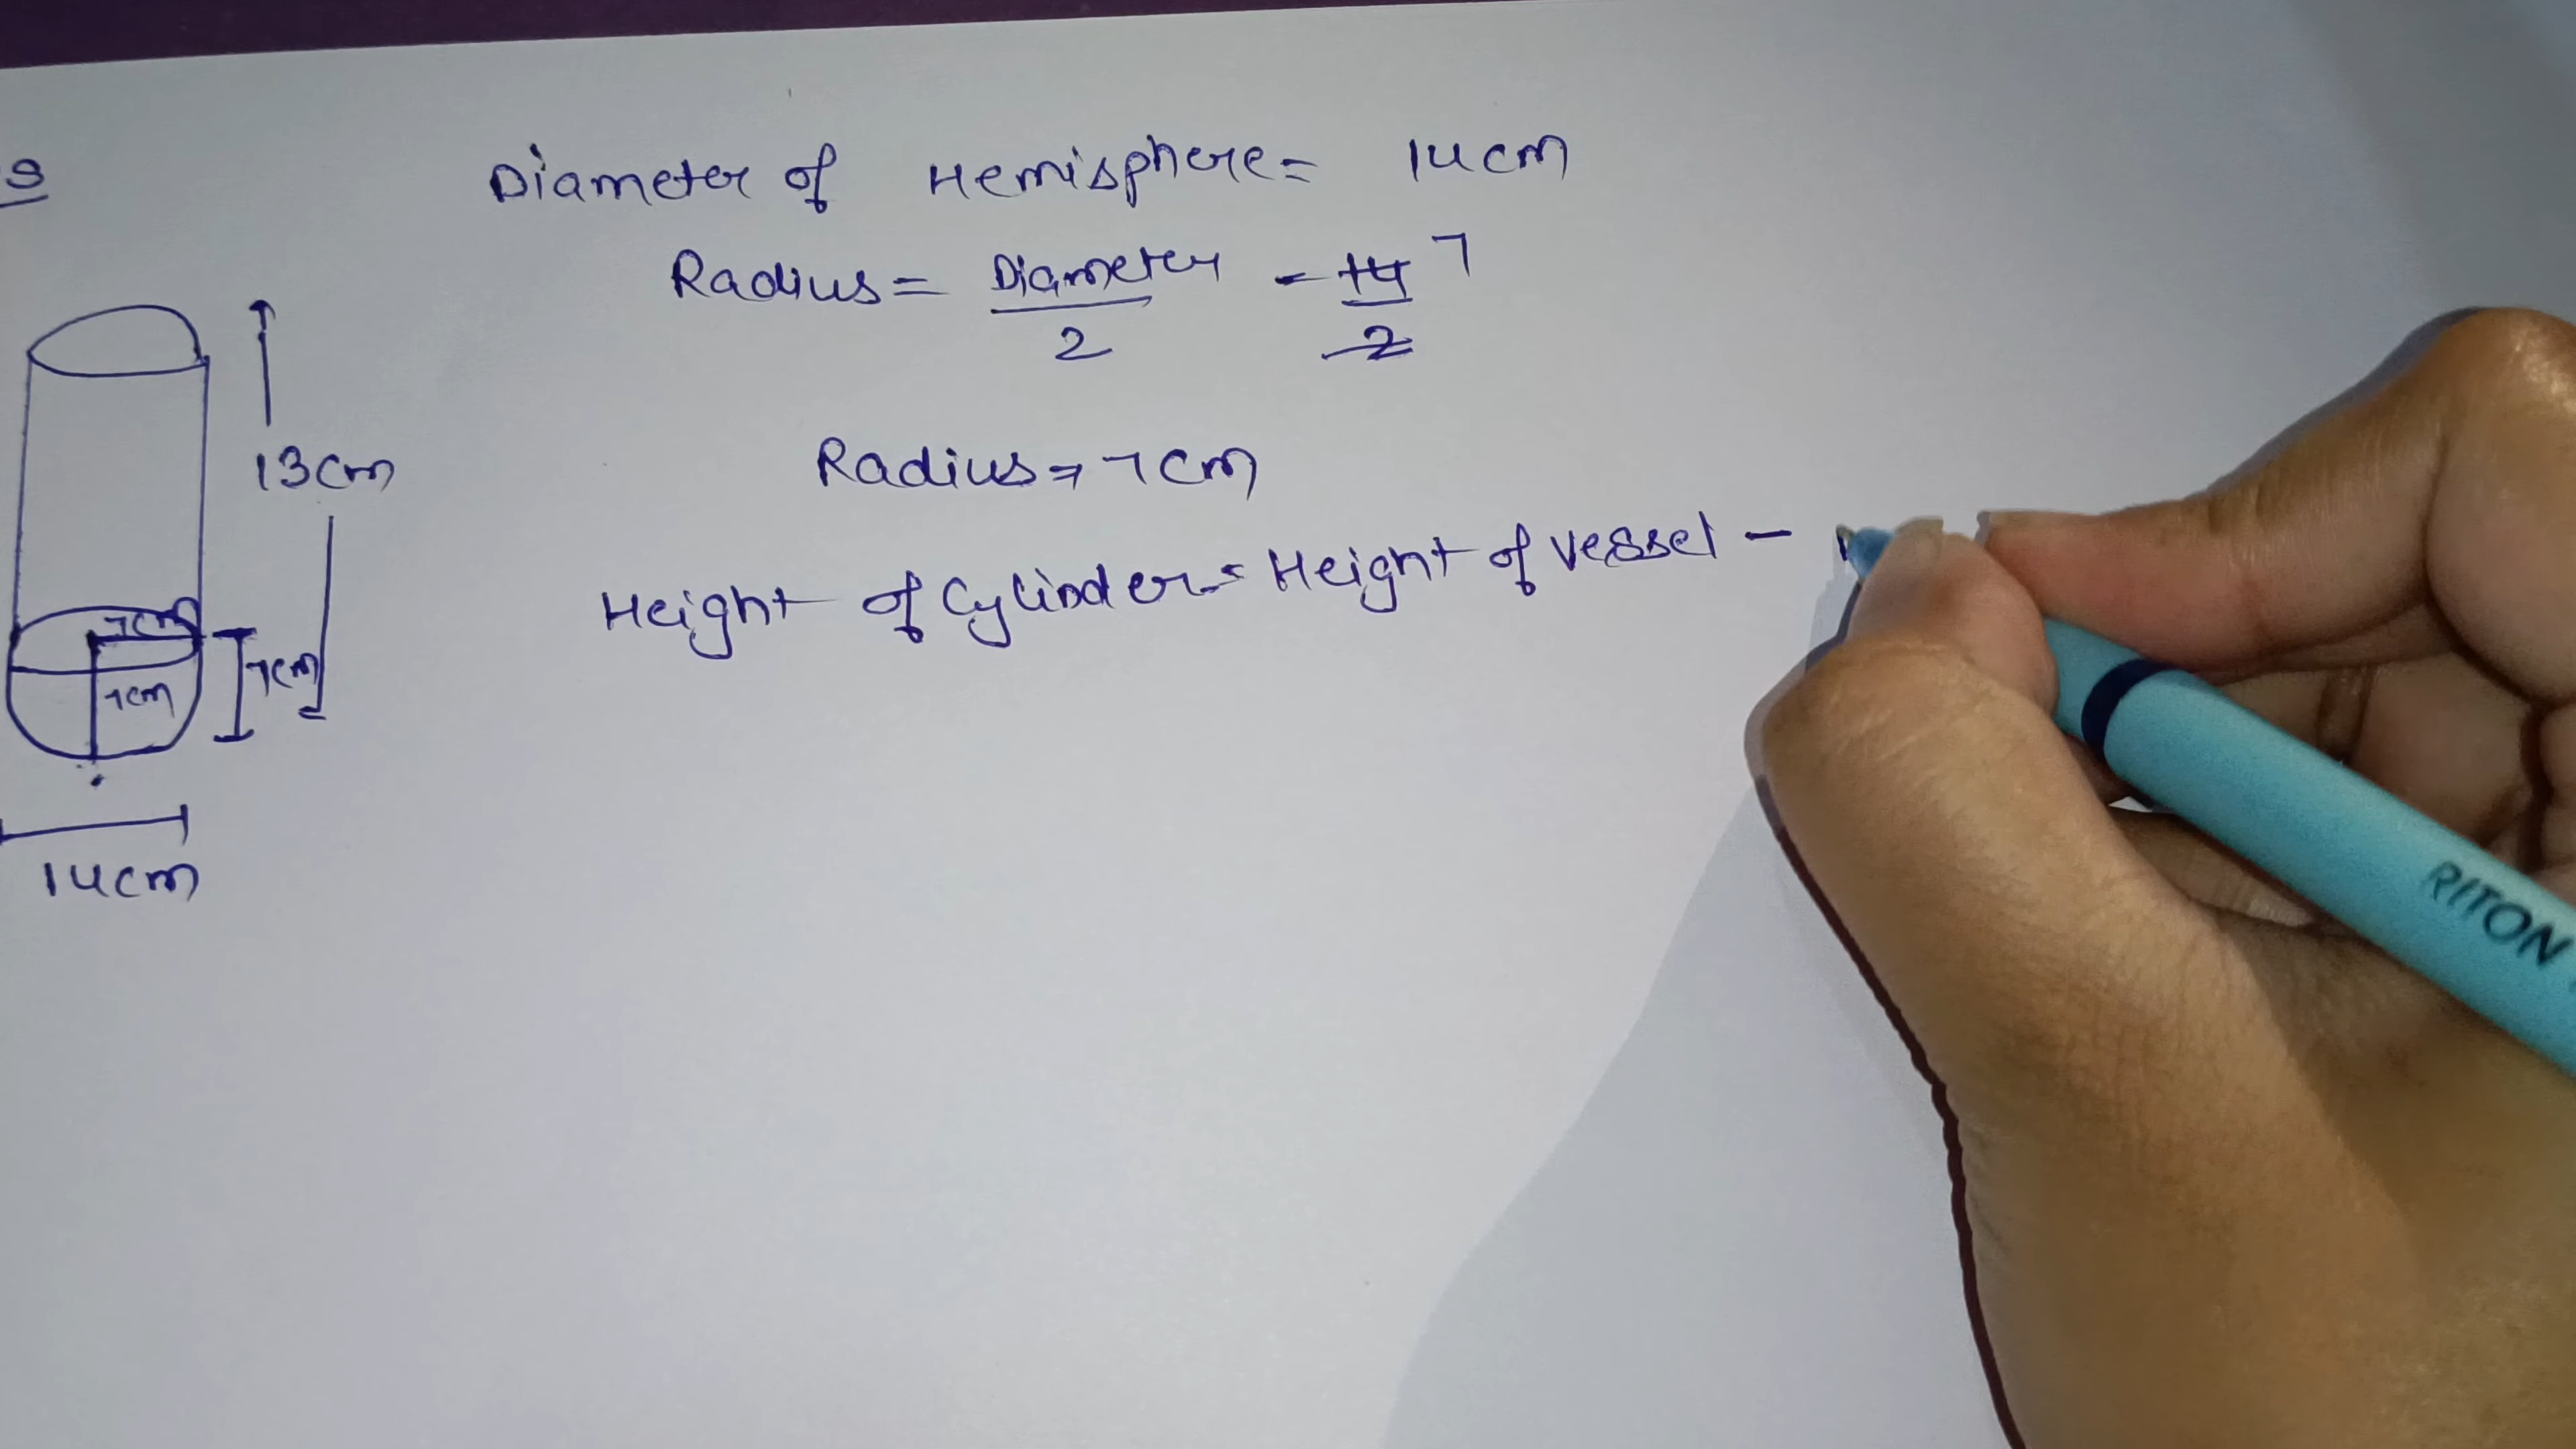 S
Diameter of Hemisphere = 14cm
Radius = Diameter/2 = 14/2 7
Radius = 7cm
Height of Cylinder = Height of vessel -
13cm
7cm
7cm
7cm
14cm
RITON